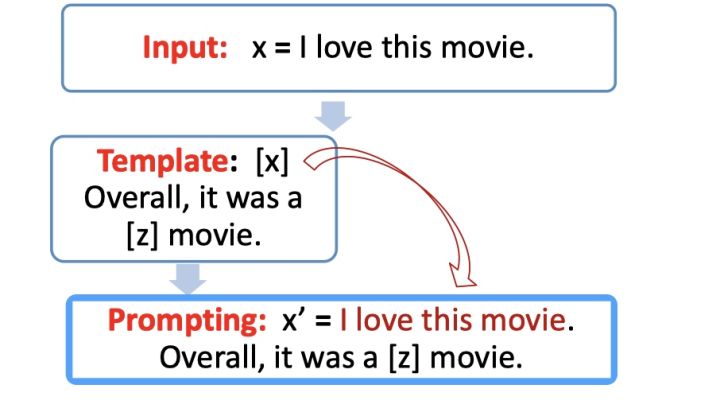 Input: x = I love this movie.
Template: [x]
Overall, it was a
[z] movie.
Prompting: x’ = I love this movie.
Overall, it was a [z] movie.